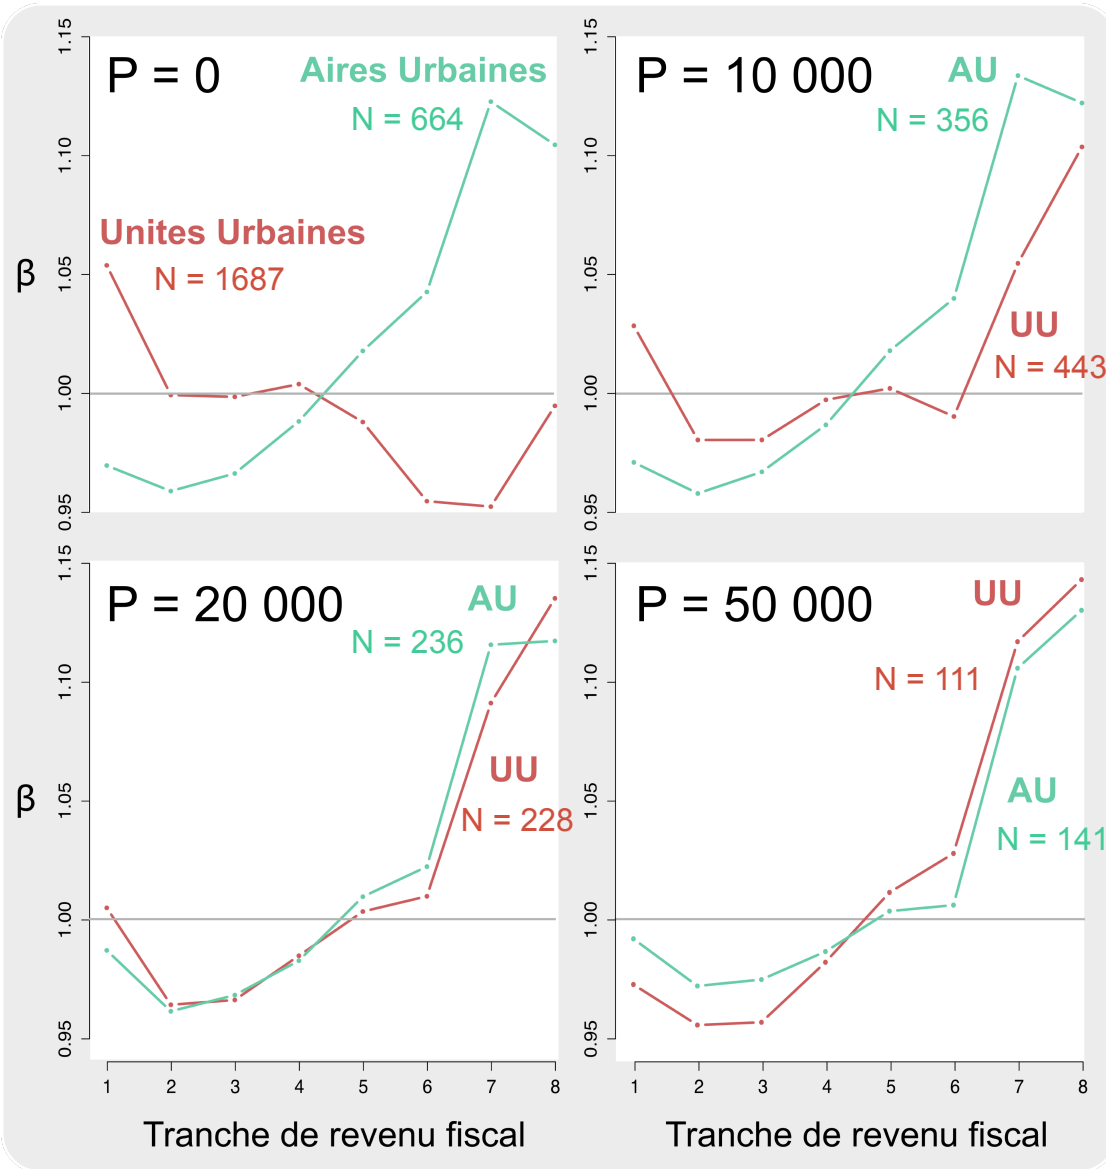 P = 0
Aires Urbaines
N = 664
Unites Urbaines
N = 1687
β
1.15
1.10
1.05
1.00
0.95
P = 10 000
AU
N = 356
UU
N = 443
1.15
1.10
1.05
1.00
0.95
P = 20 000
AU
N = 236
UU
N = 228
β
1.15
1.10
1.05
1.00
0.95
1 2 3 4 5 6 7 8
Tranche de revenu fiscal
P = 50 000
UU
N = 111
AU
N = 141
1.15
1.10
1.05
1.00
0.95
1 2 3 4 5 6 7 8
Tranche de revenu fiscal